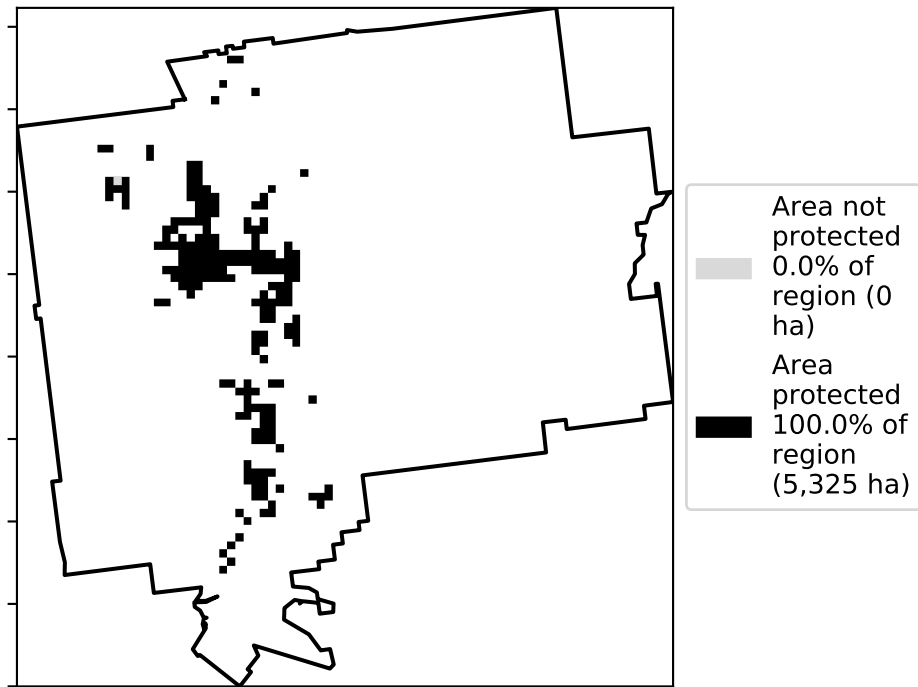 Area not
protected
0.0% of
region (0
ha)
Area
protected
100.0% of
region
(5,325 ha)